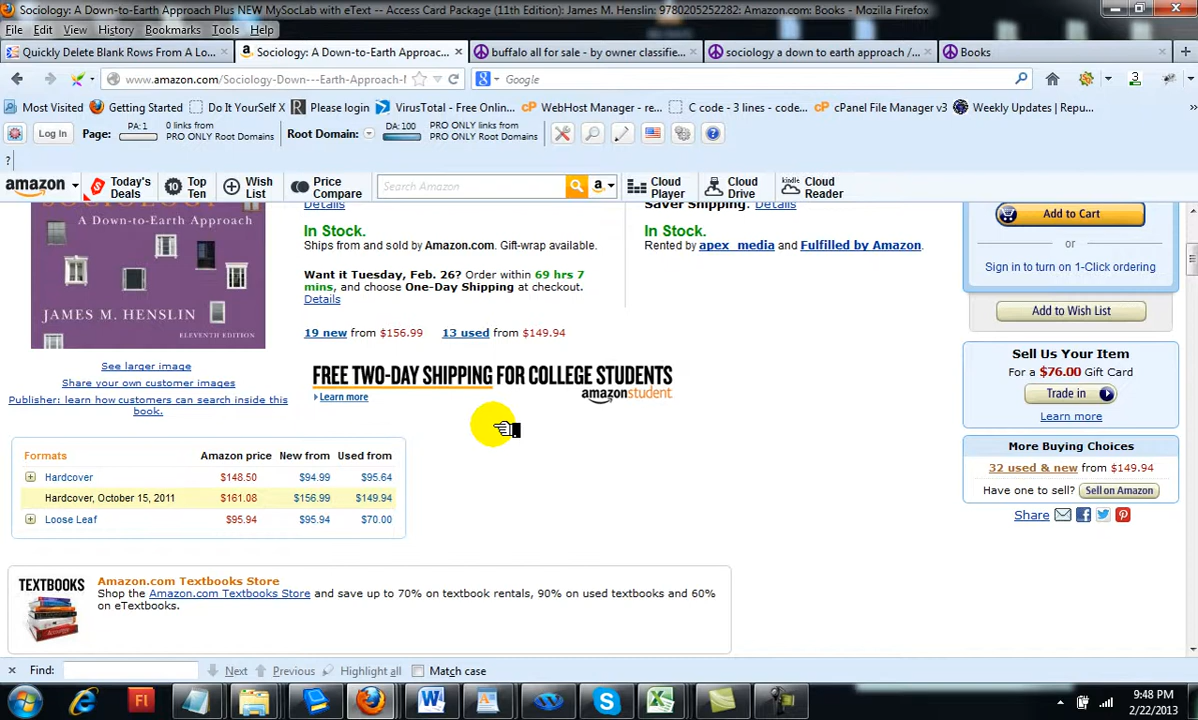 Sociology: A Down-to-Earth Approach Plus NEW MySocLab with eText -- Access Card Package (11th Edition): James M. Henslin: 9780205252282: Amazon.com: Books - Mozilla Firefox
File Edit View History Bookmarks Tools Help
Quickly Delete Blank Rows From A Lo... Sociology: A Down-to-Earth Approac... buffalo all for sale - by owner classifie... sociology a down to earth approach /... Books
www.amazon.com/Sociology-Down---Earth-Approach-M Google
Most Visited Getting Started Do It YourSelf X Please login VirusTotal - Free Onlin... WebHost Manager - re... C code - 3 lines - code... cPanel File Manager v3 Weekly Updates | Repu...
Log In Page: PA: 1 0 links from PRO ONLY Root Domains Root Domain: DA: 100 PRO ONLY links from PRO ONLY Root Domains
?
amazon Today's Deals Top Ten Wish List Price Compare Search Amazon Cloud Player Cloud Drive Cloud Reader
Details
Saver Shipping. Details
A Down-to-Earth Approach
JAMES M. HENSLIN
ELEVENTH EDITION
See larger image
Share your own customer images
Publisher: learn how customers can search inside this
book.
In Stock.
Ships from and sold by Amazon.com. Gift-wrap available.
Want it Tuesday, Feb. 26? Order within 69 hrs 7
mins, and choose One-Day Shipping at checkout.
Details
19 new from $156.99 13 used from $149.94
In Stock.
Rented by apex_media and Fulfilled by Amazon.
FREE TWO-DAY SHIPPING FOR COLLEGE STUDENTS
Learn more
amazonstudent
Formats Amazon price New from Used from
Hardcover $148.50 $94.99 $95.64
Hardcover, October 15, 2011 $161.08 $156.99 $149.94
Loose Leaf $95.94 $95.94 $70.00
Add to Cart
or
Sign in to turn on 1-Click ordering
Add to Wish List
Sell Us Your Item
For a $76.00 Gift Card
Trade in
Learn more
More Buying Choices
32 used & new from $149.94
Have one to sell? Sell on Amazon
Share
TEXTBOOKS
Amazon.com Textbooks Store
Shop the Amazon.com Textbooks Store and save up to 70% on textbook rentals, 90% on used textbooks and 60%
on eTextbooks.
Find: Next Previous Highlight all Match case
9:48 PM
2/22/2013